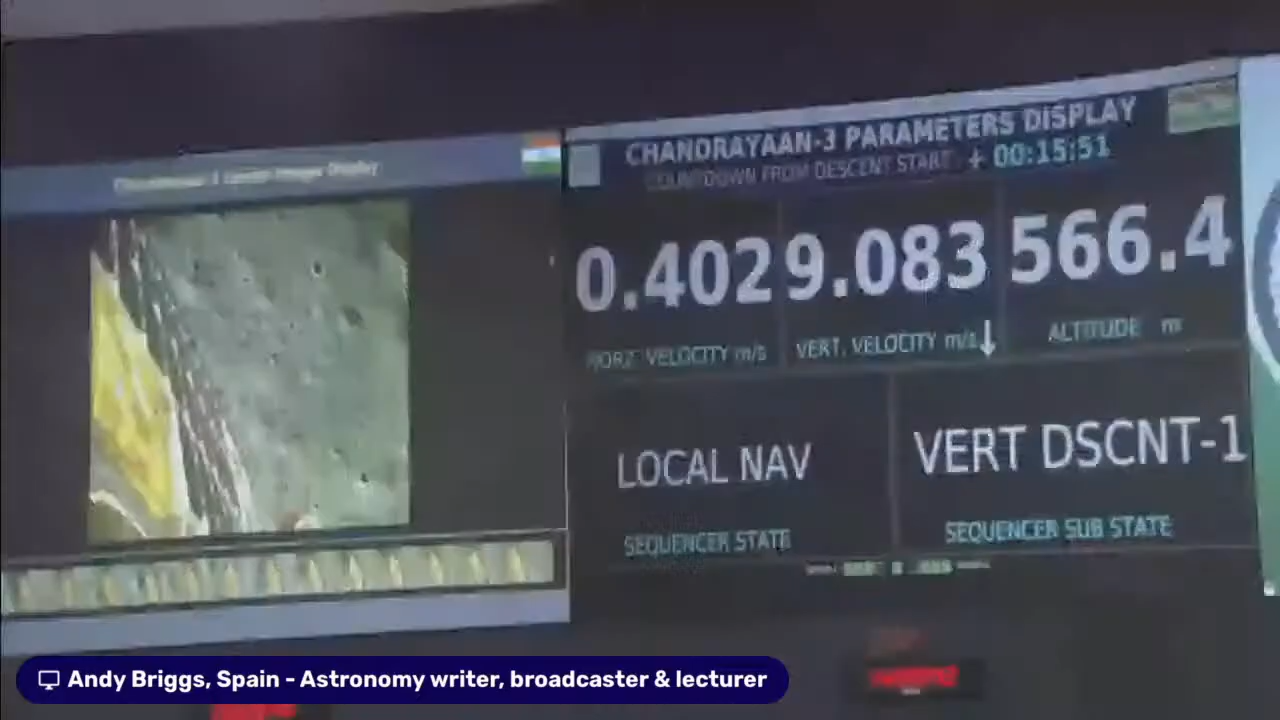 CHANDRAYAAN-3 PARAMETERS DISPLAY
COUNTDOWN FROM DESCENT START + 00:15:51
0.402 9.083 566.4
HORZ. VELOCITY m/s VERT. VELOCITY m/s ALTITUDE m
LOCAL NAV VERT DSCNT-1
SEQUENCER STATE SEQUENCER SUB STATE
Andy Briggs, Spain - Astronomy writer, broadcaster & lecturer